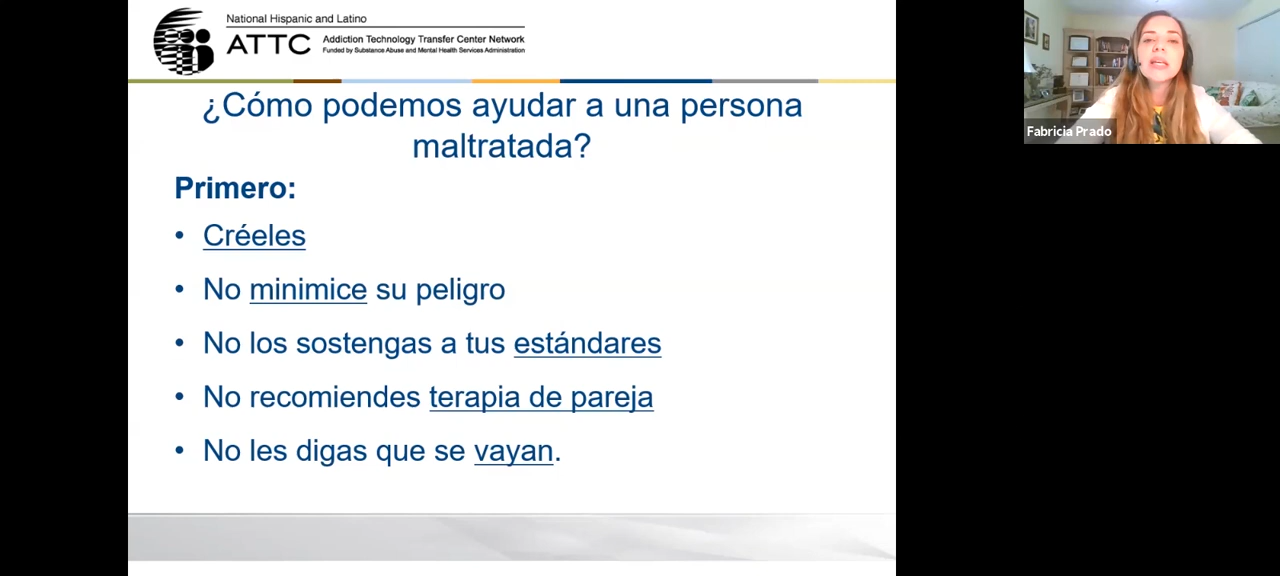 National Hispanic and Latino
ATTC
Addiction Technology Transfer Center Network
Funded by Substance Abuse and Mental Health Services Administration
¿Cómo podemos ayudar a una persona
maltratada?
Primero:
• Créeles
• No minimice su peligro
• No los sostengas a tus estándares
• No recomiendes terapia de pareja
• No les digas que se vayan.
Fabricia Prado